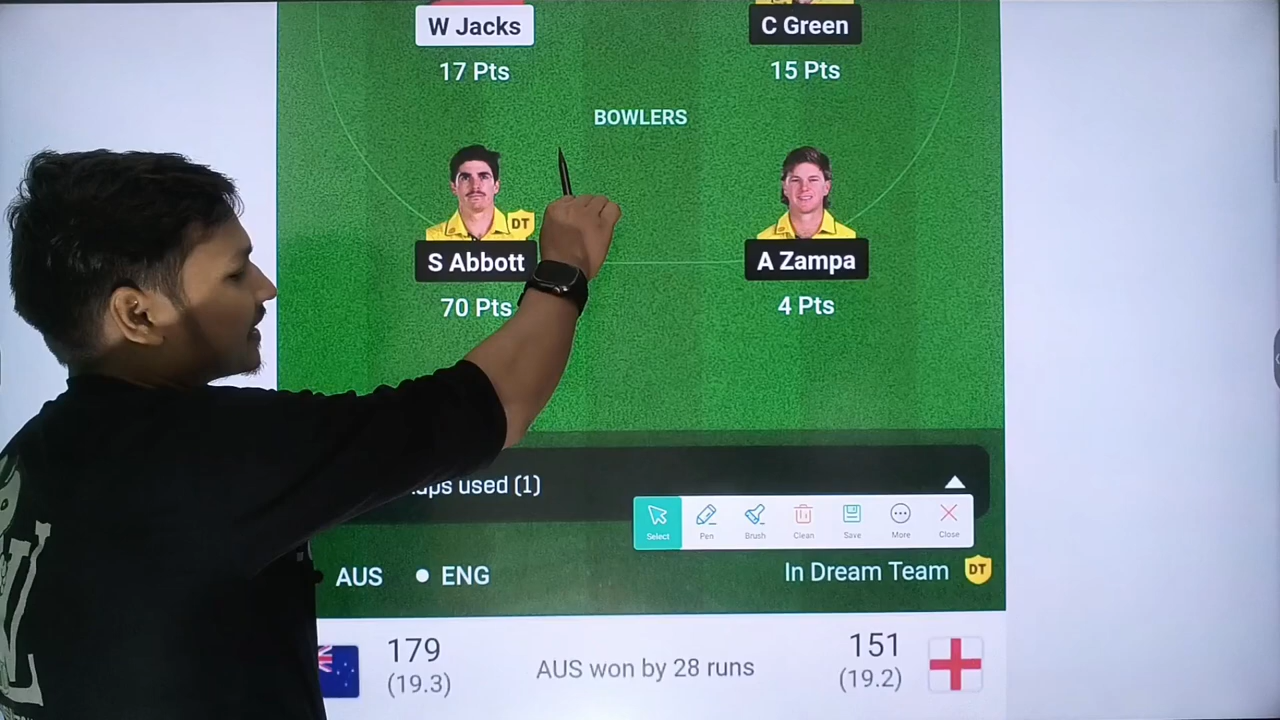 W Jacks
C Green
17 Pts
15 Pts
BOWLERS
DT
S Abbott
A Zampa
70 Pts
4 Pts
used (1)
Select
Pen
Brush
Clean
Save
More
Close
AUS
ENG
In Dream Team
DT
179
(19.3)
AUS won by 28 runs
151
(19.2)